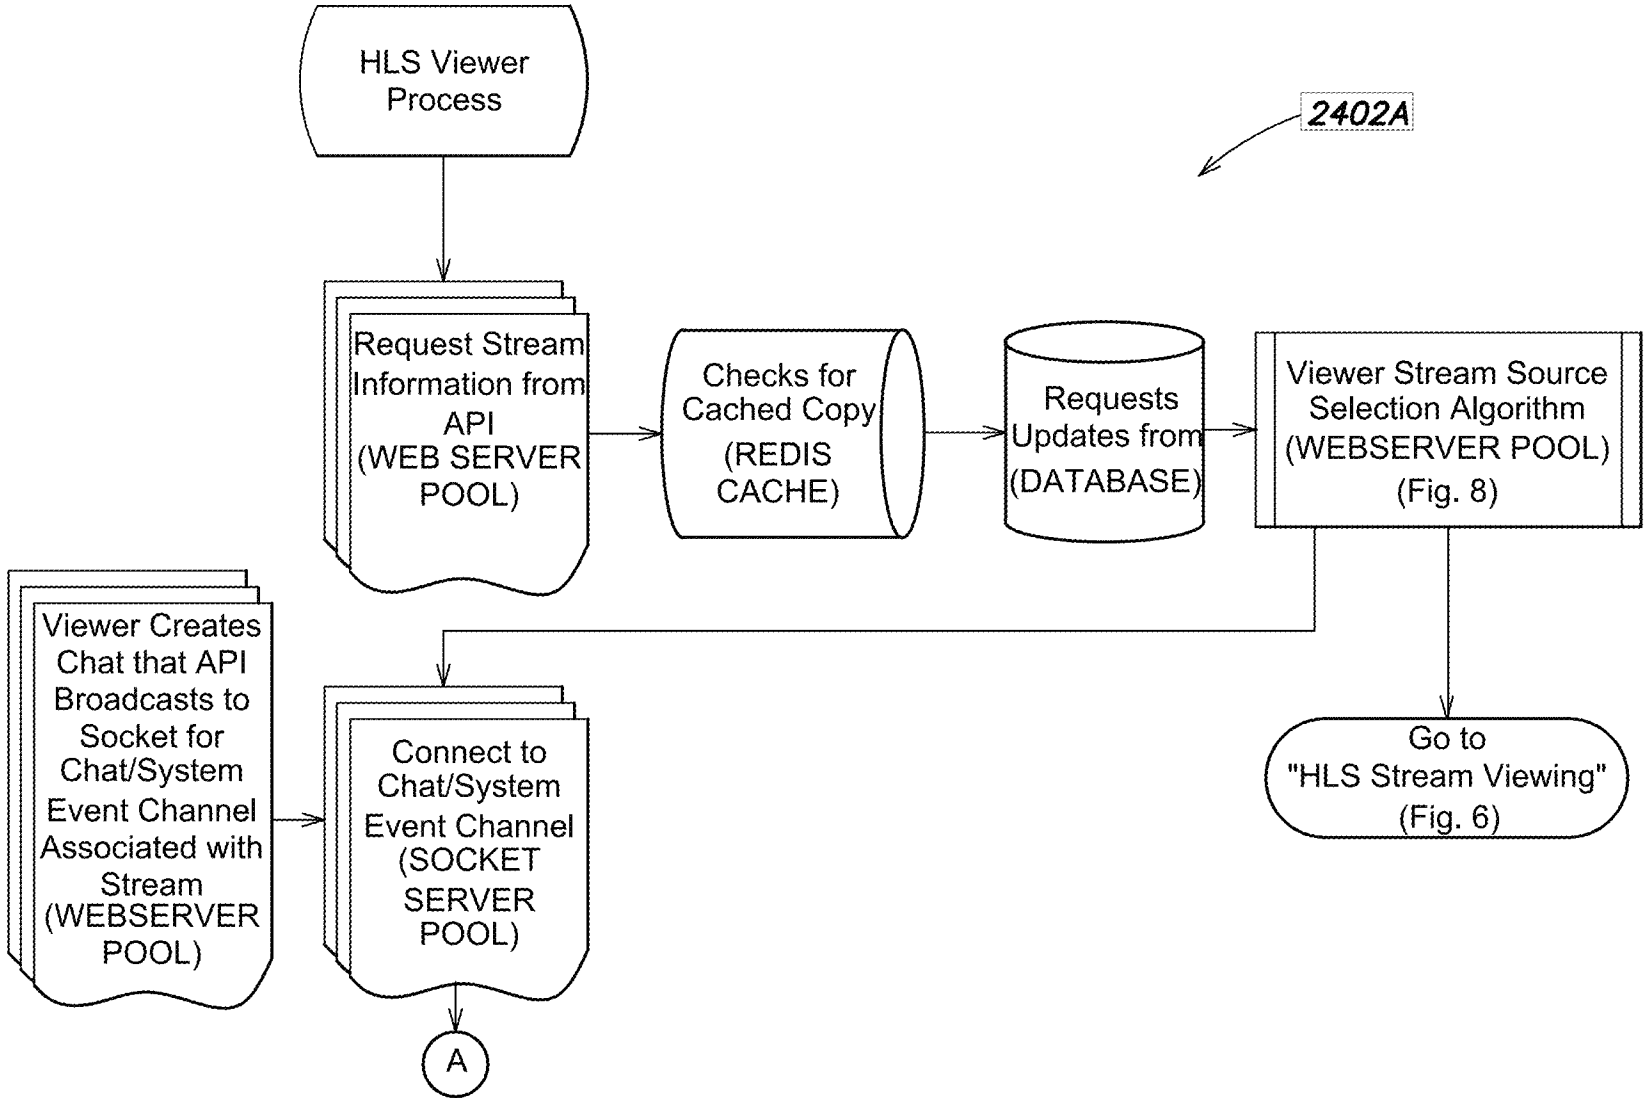 HLS Viewer
Process
2402A
Request Stream
Information from
API
(WEB SERVER
POOL)
Checks for
Cached Copy
(REDIS
CACHE)
Requests
Updates from
(DATABASE)
Viewer Stream Source
Selection Algorithm
(WEBSERVER POOL)
(Fig. 8)
Viewer Creates
Chat that API
Broadcasts to
Socket for
Chat/System
Event Channel
Associated with
Stream
(WEBSERVER
POOL)
Connect to
Chat/System
Event Channel
(SOCKET
SERVER
POOL)
Go to
"HLS Stream Viewing"
(Fig. 6)
A